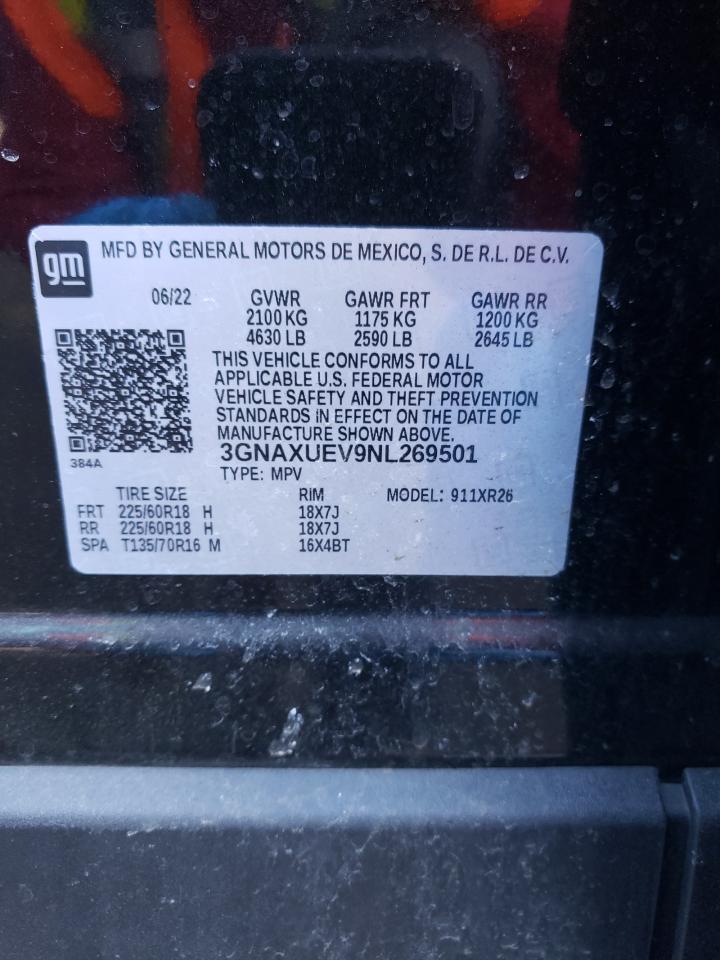 gm
MFD BY GENERAL MOTORS DE MEXICO, S. DE R.L. DE C.V.
06/22 GVWR GAWR FRT GAWR RR
2100 KG 1175 KG 1200 KG
4630 LB 2590 LB 2645 LB
THIS VEHICLE CONFORMS TO ALL
APPLICABLE U.S. FEDERAL MOTOR
VEHICLE SAFETY AND THEFT PREVENTION
STANDARDS IN EFFECT ON THE DATE OF
MANUFACTURE SHOWN ABOVE.
384A
3GNAXUEV9NL269501
TYPE: MPV
TIRE SIZE RIM MODEL: 911XR26
FRT 225/60R18 H 18X7J
RR 225/60R18 H 18X7J
SPA T135/70R16 M 16X4BT